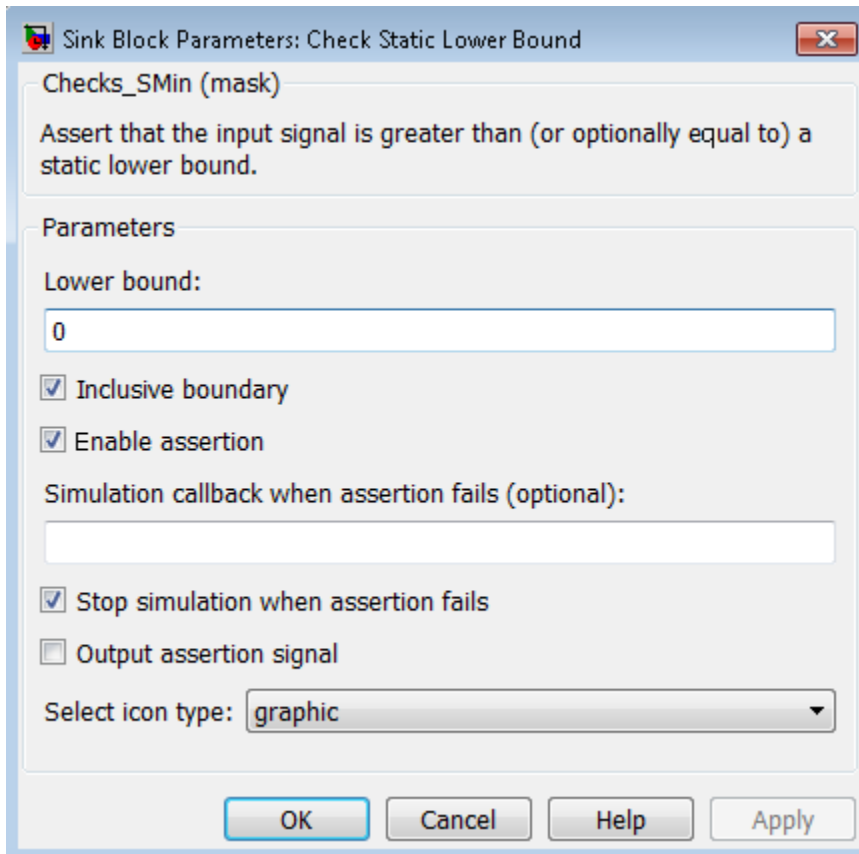 Sink Block Parameters: Check Static Lower Bound
Checks_SMin (mask)
Assert that the input signal is greater than (or optionally equal to) a
static lower bound.
Parameters
Lower bound:
0
Inclusive boundary
Enable assertion
Simulation callback when assertion fails (optional):
Stop simulation when assertion fails
Output assertion signal
Select icon type: graphic
OK Cancel Help Apply